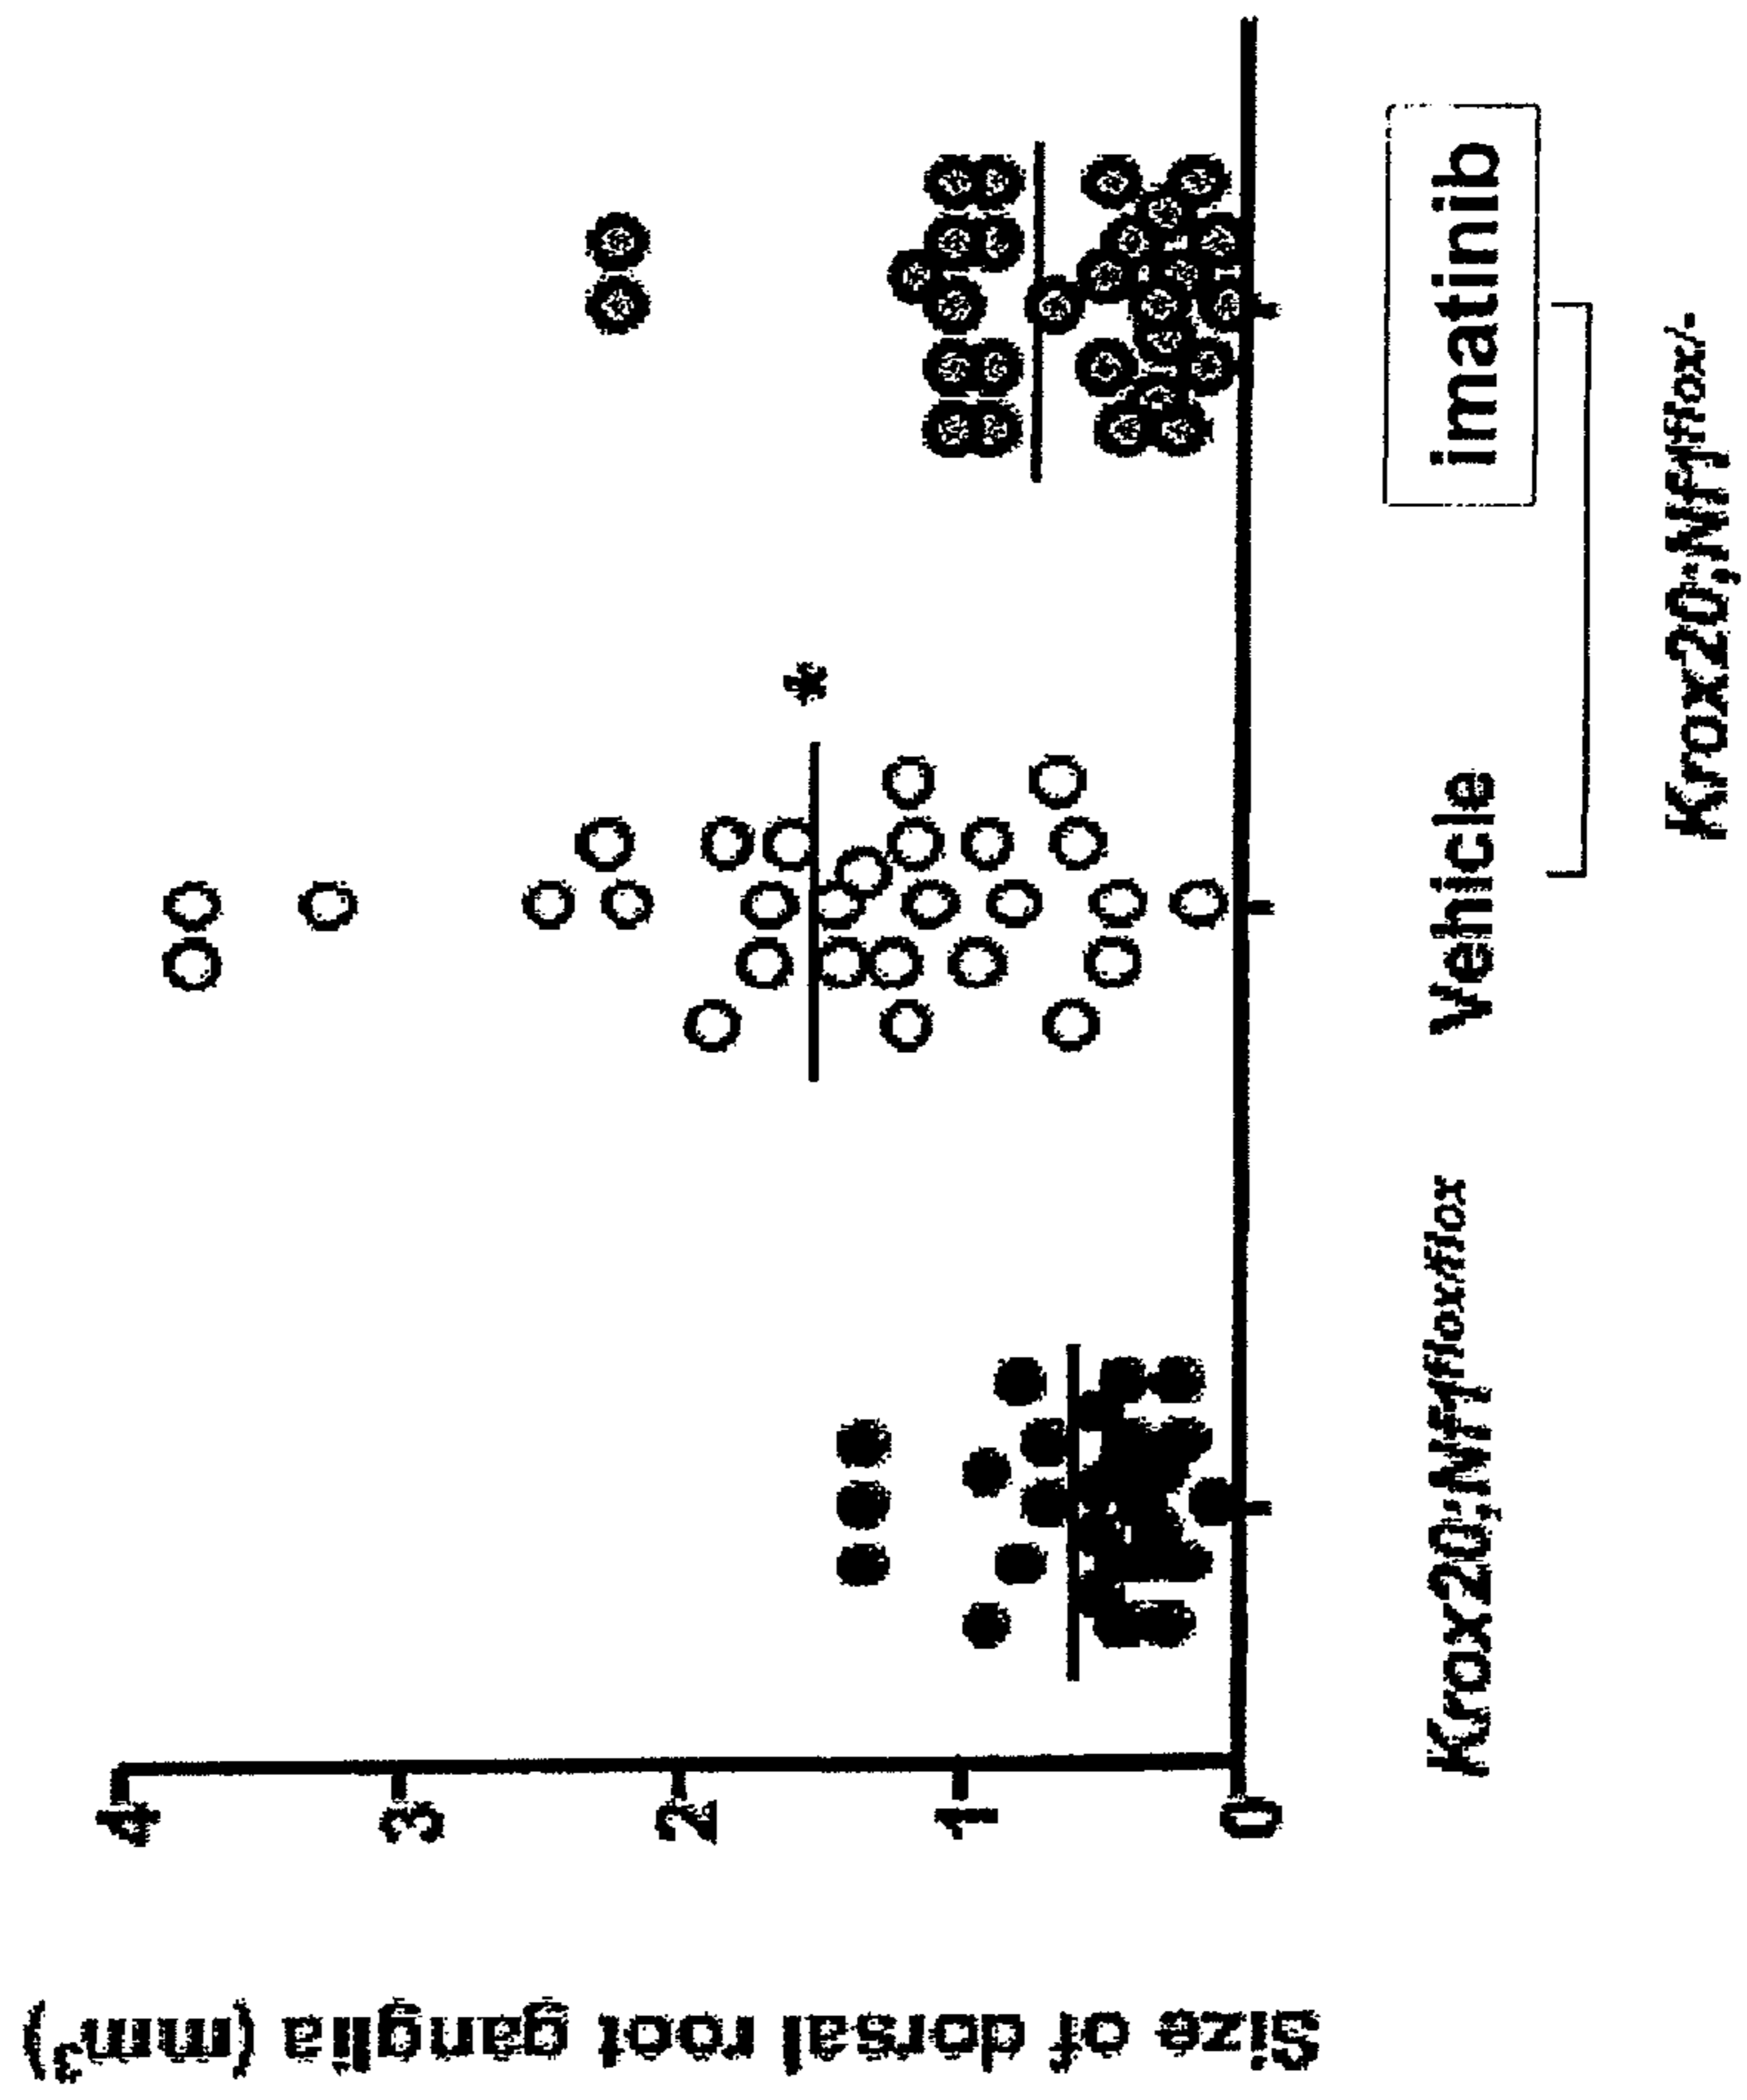 Size of dorsal root ganglia (mm³)
4
3
2
1
0
*
Krox20;Nf1flox/flox
Vehicle
imatinib
Krox20;Nf1flox/-